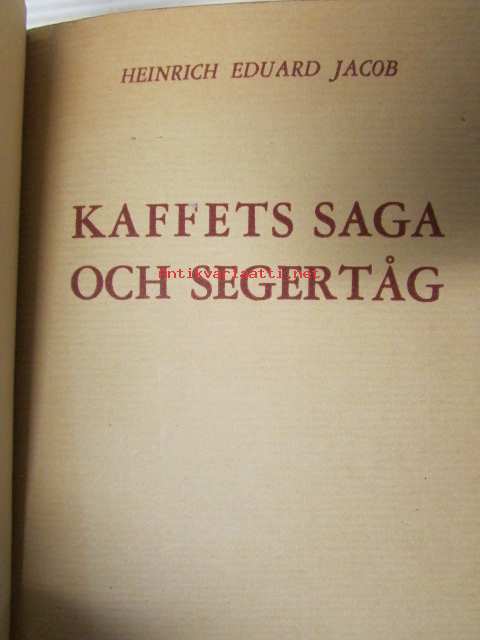 HEINRICH EDUARD JACOB
KAFFETS SAGA
antikvariaatti.net
OCH SEGERTÅG